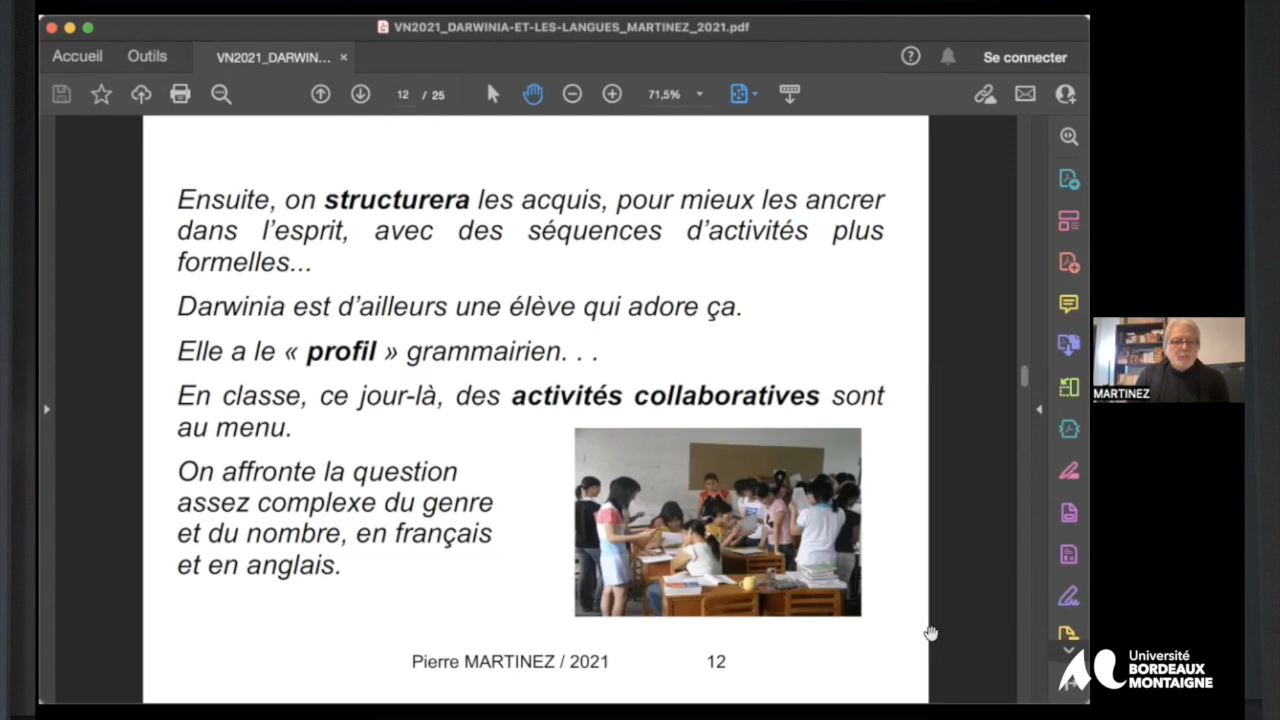 VN2021_DARWINIA-ET-LES-LANGUES_MARTINEZ_2021.pdf
Accueil Outils VN2021_DARWIN... × Se connecter
12 / 25 71,5%
Ensuite, on structurera les acquis, pour mieux les ancrer
dans l’esprit, avec des séquences d’activités plus
formelles...
Darwinia est d’ailleurs une élève qui adore ça.
Elle a le « profil » grammairien. . .
En classe, ce jour-là, des activités collaboratives sont
au menu.
On affronte la question
assez complexe du genre
et du nombre, en français
et en anglais.
Pierre MARTINEZ / 2021 12
MARTINEZ
Université
BORDEAUX
MONTAIGNE